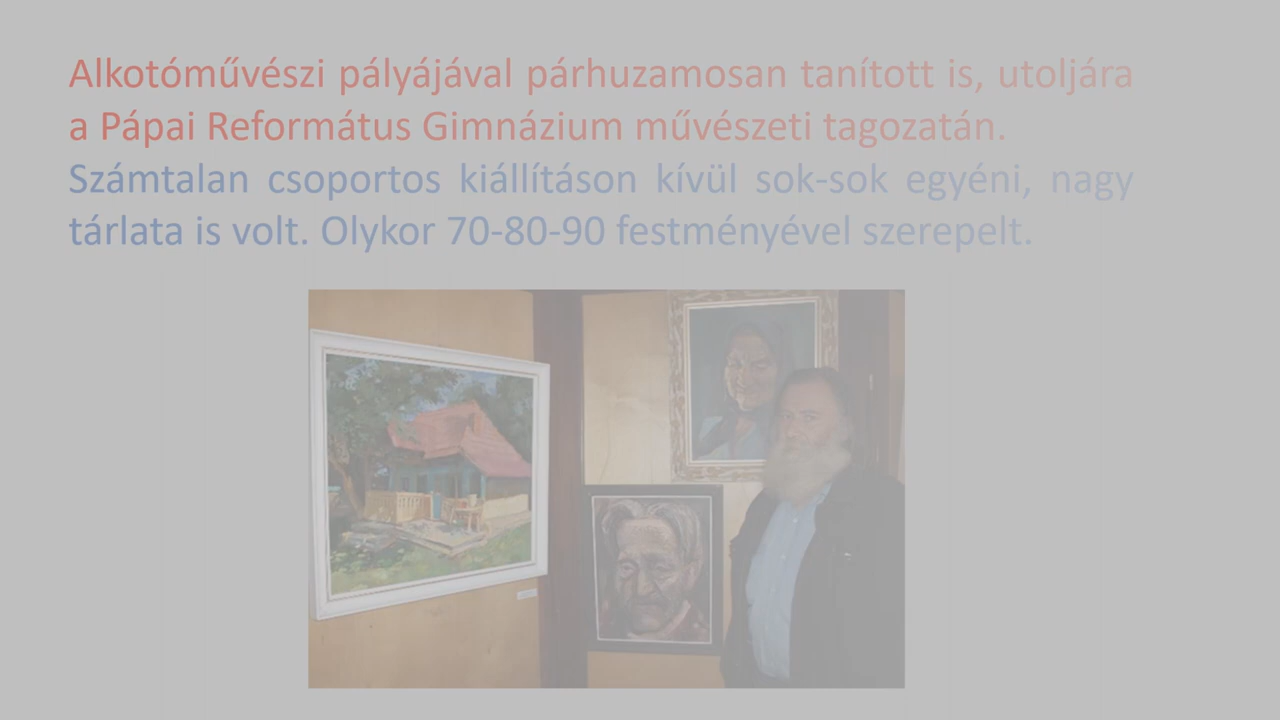 Alkotóművészi pályájával párhuzamosan tanított is, utoljára
a Pápai Református Gimnázium művészeti tagozatán.
Számtalan csoportos kiállításon kívül sok-sok egyéni, nagy
tárlata is volt. Olykor 70-80-90 festményével szerepelt.